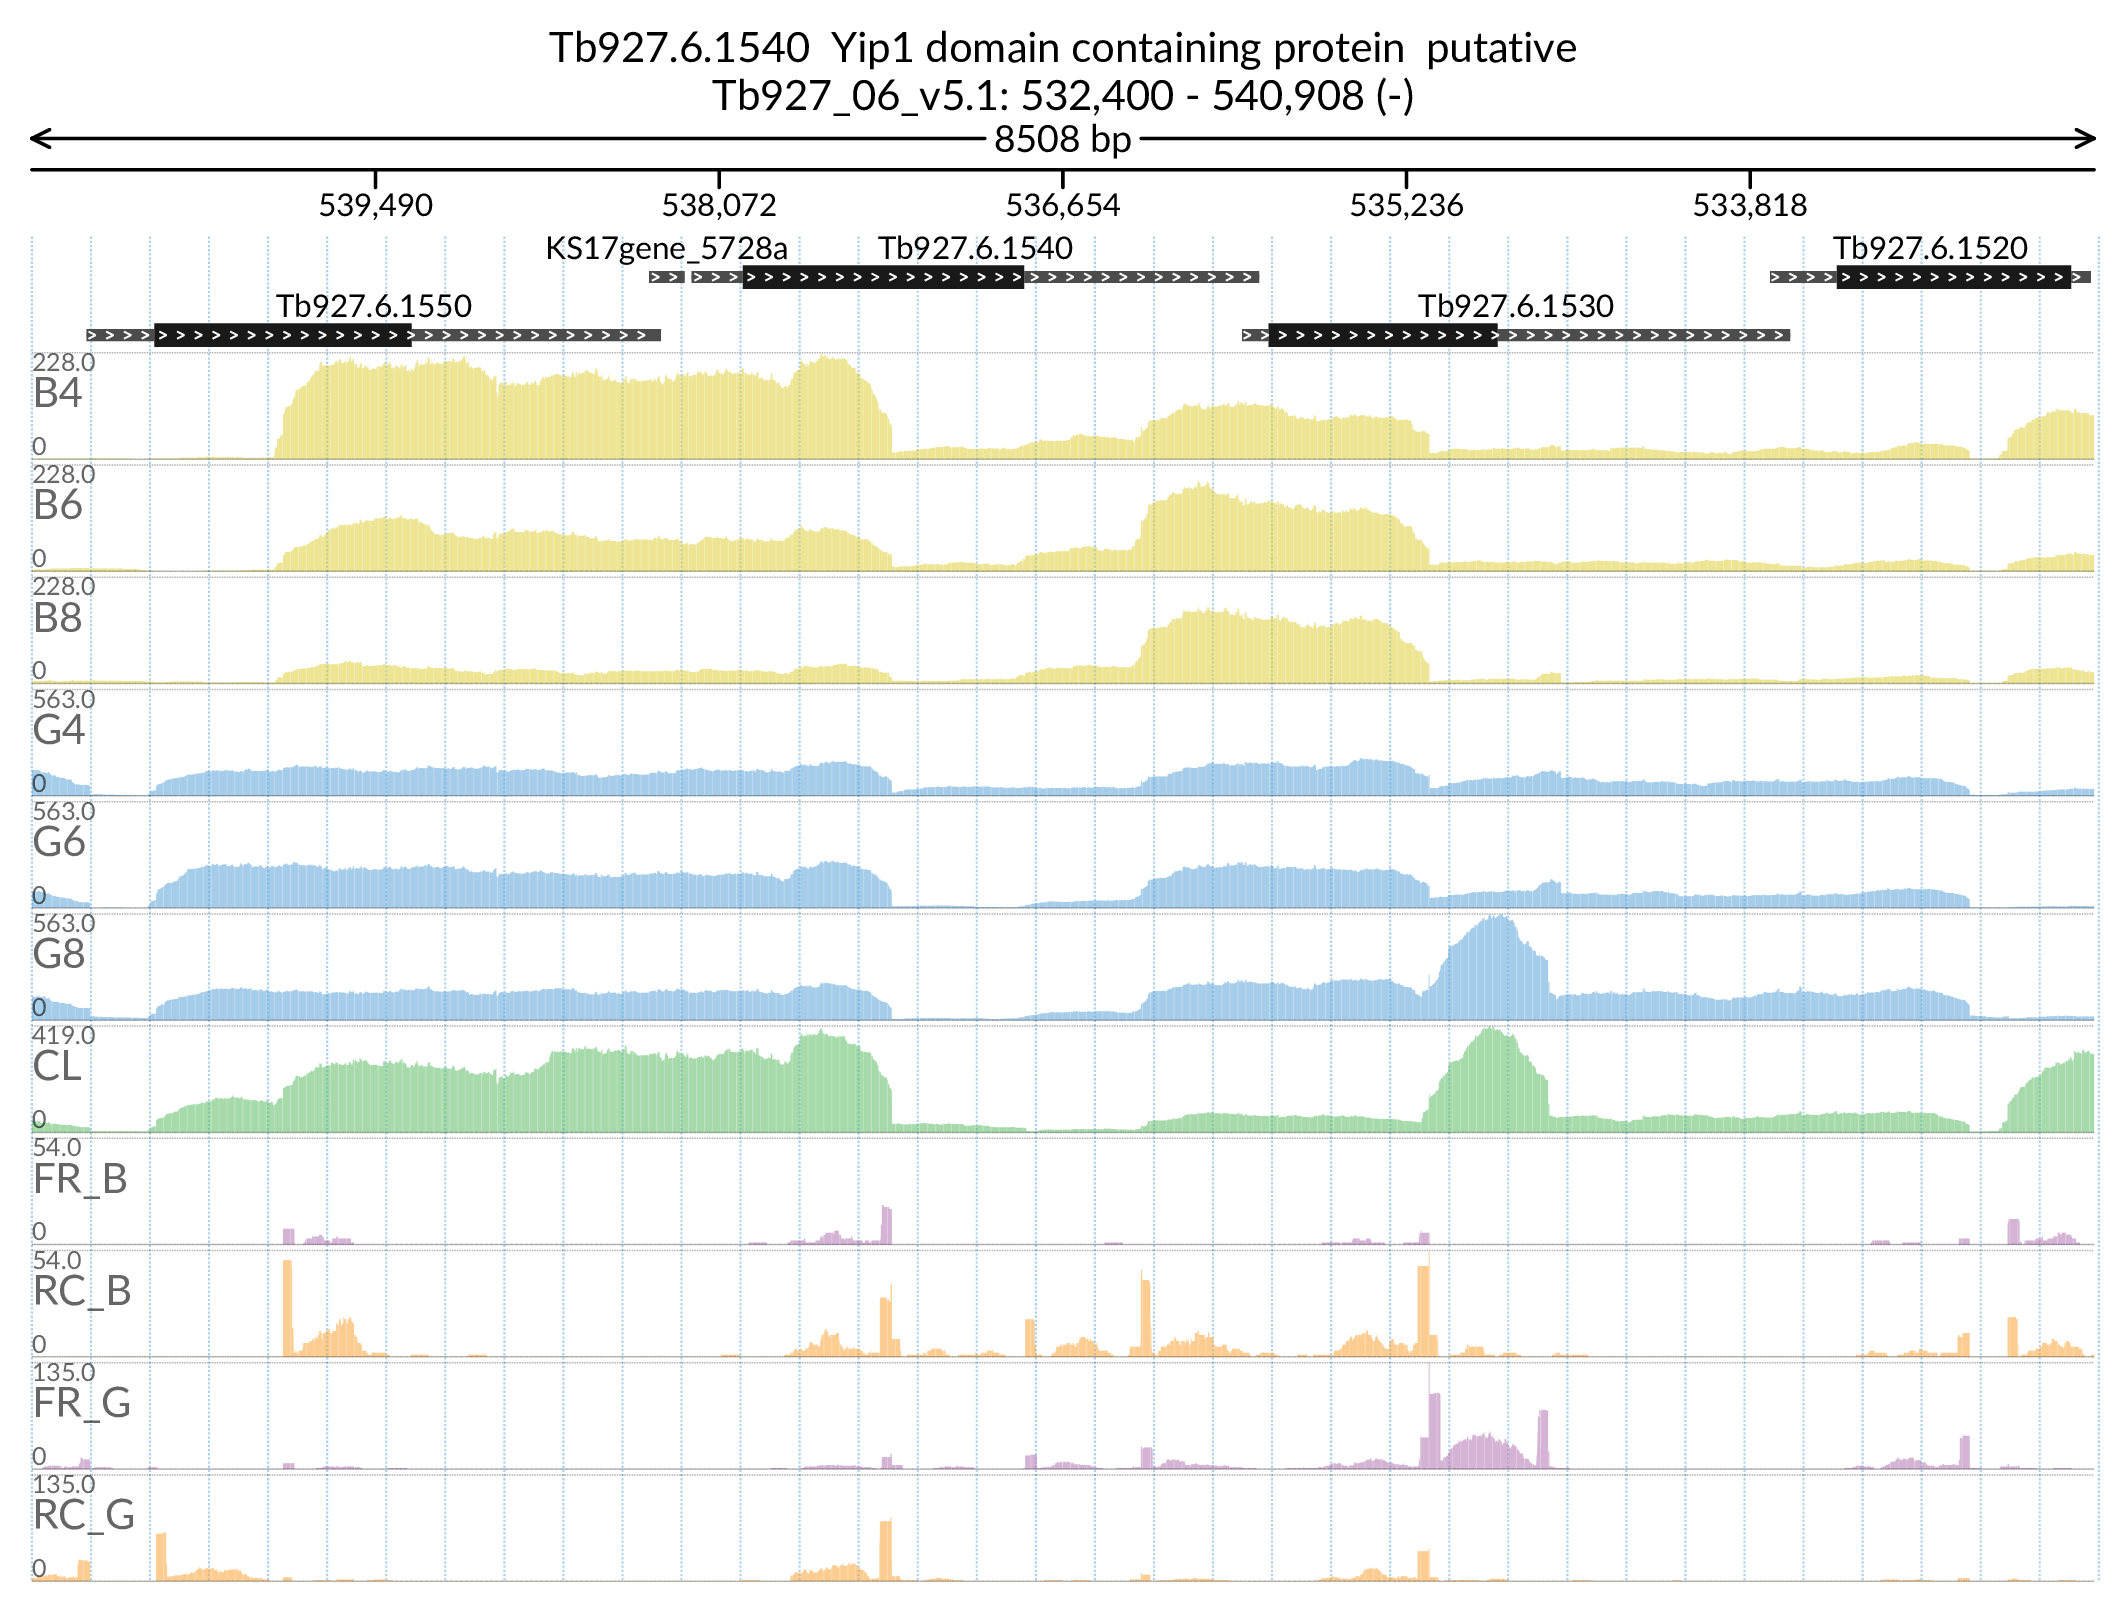 Tb927.6.1540  Yip1 domain containing protein  putative
Tb927_06_v5.1: 532,400 - 540,908 (-)
8508 bp
539,490 538,072 536,654 535,236 533,818
KS17gene_5728a Tb927.6.1540 Tb927.6.1520
Tb927.6.1550 Tb927.6.1530
228.0
B4
0
228.0
B6
0
228.0
B8
0
563.0
G4
0
563.0
G6
0
563.0
G8
0
419.0
CL
0
54.0
FR_B
0
54.0
RC_B
0
135.0
FR_G
0
135.0
RC_G
0